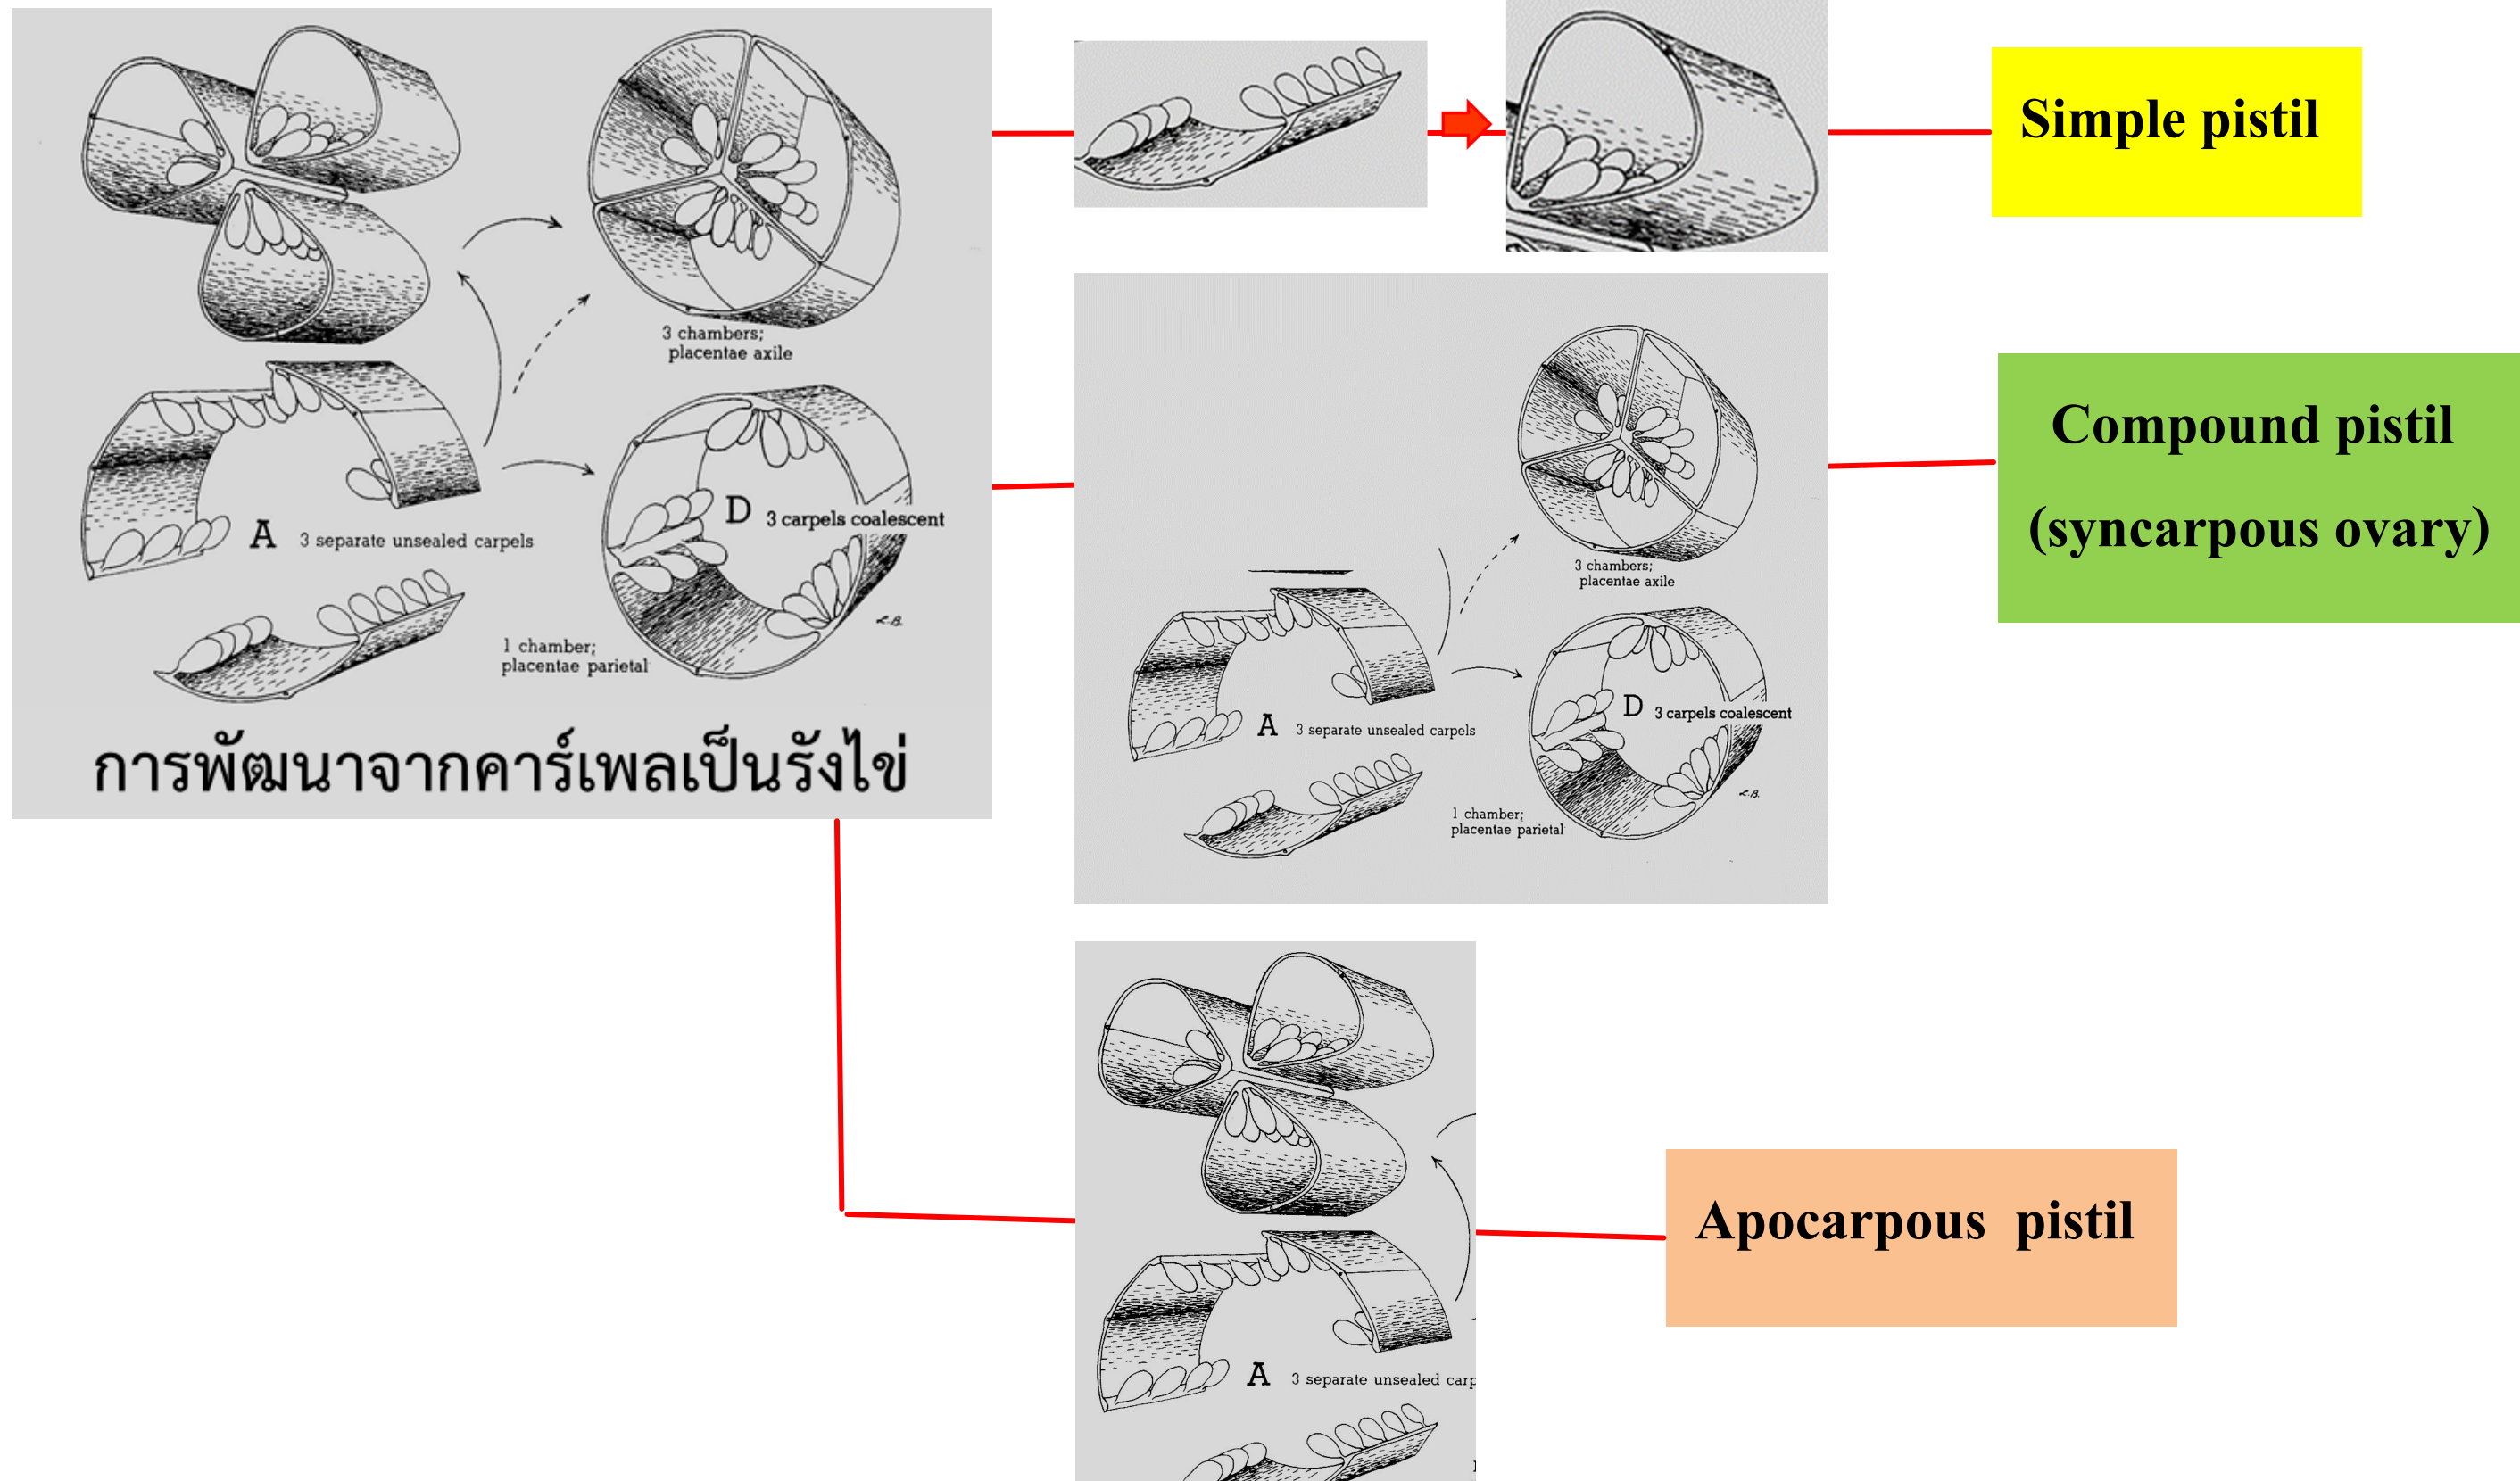 3 chambers;
placentae axile
D 3 carpels coalescent
A 3 separate unsealed carpels
L.B.
1 chamber;
placentae parietal
การพัฒนาจากคาร์เพลเป็นรังไข่
Simple pistil
3 chambers;
placentae axile
D 3 carpels coalescent
A 3 separate unsealed carpels
L.B.
1 chamber;
placentae parietal
Compound pistil
(syncarpous ovary)
A 3 separate unsealed carp
Apocarpous pistil